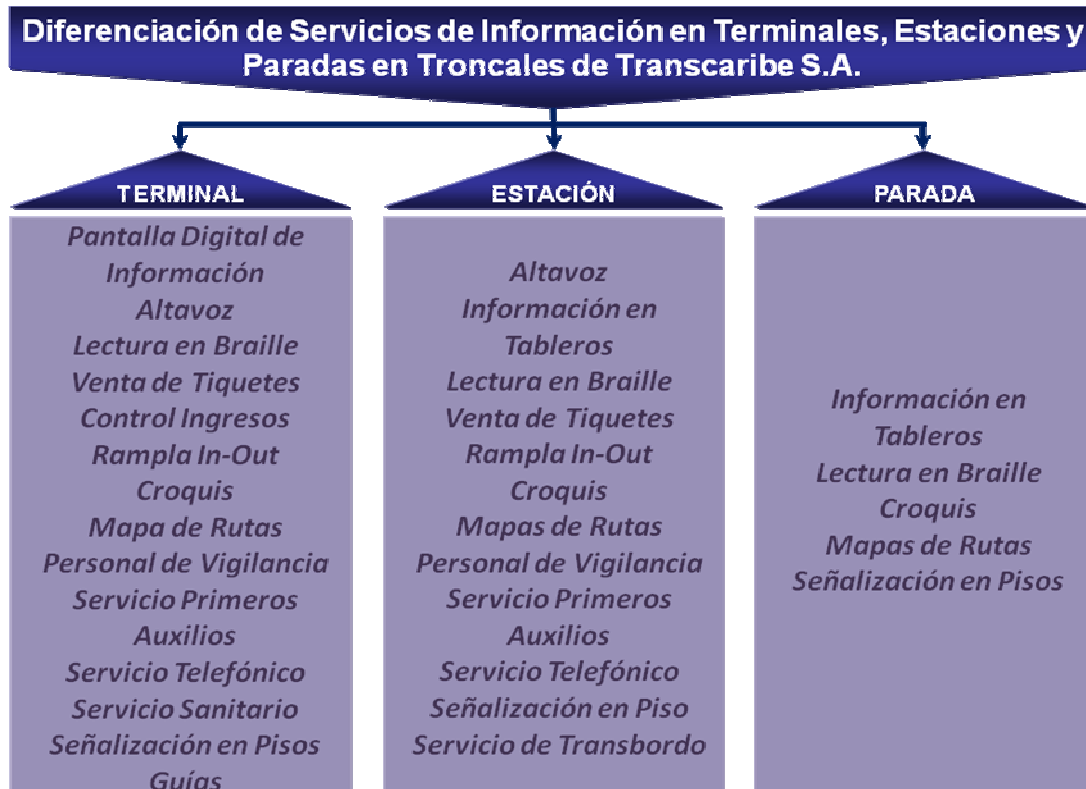 Diferenciación de Servicios de Información en Terminales, Estaciones y
Paradas en Troncales de Transcaribe S.A.
TERMINAL
Pantalla Digital de
Información
Altavoz
Lectura en Braille
Venta de Tiquetes
Control Ingresos
Rampla In-Out
Croquis
Mapa de Rutas
Personal de Vigilancia
Servicio Primeros
Auxilios
Servicio Telefónico
Servicio Sanitario
Señalización en Pisos
Guías
ESTACIÓN
Altavoz
Información en
Tableros
Lectura en Braille
Venta de Tiquetes
Rampla In-Out
Croquis
Mapas de Rutas
Personal de Vigilancia
Servicio Primeros
Auxilios
Servicio Telefónico
Señalización en Piso
Servicio de Transbordo
PARADA
Información en
Tableros
Lectura en Braille
Croquis
Mapas de Rutas
Señalización en Pisos